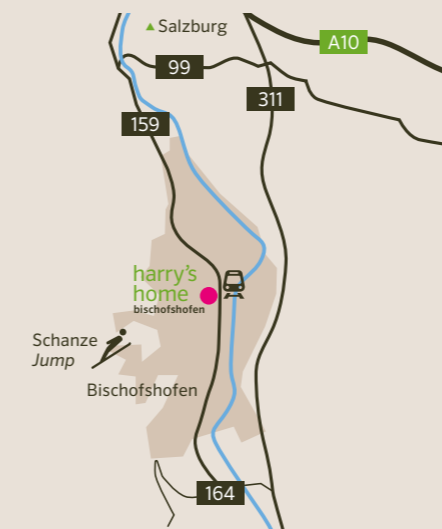 Salzburg
A10
99
311
159
harry's
home
bischofshofen
Schanze
Jump
Bischofshofen
164